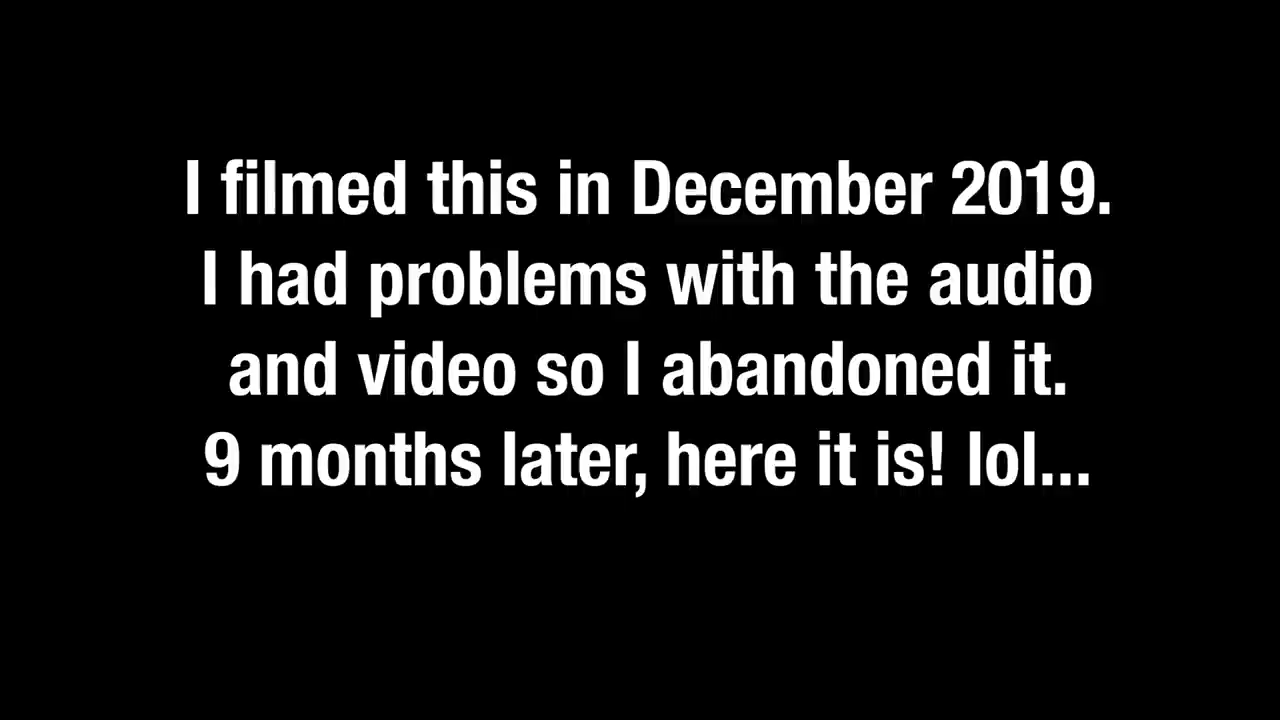 I filmed this in December 2019.
I had problems with the audio
and video so I abandoned it.
9 months later, here it is! lol...